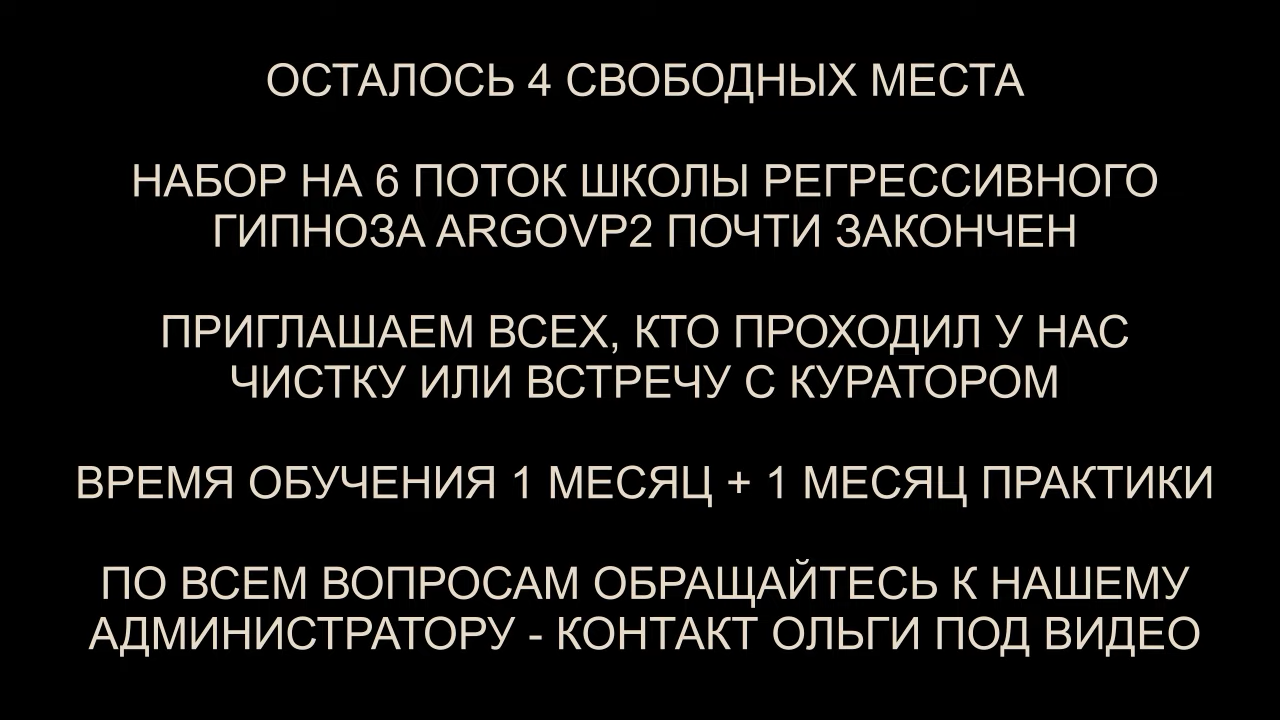 ОСТАЛОСЬ 4 СВОБОДНЫХ МЕСТА
НАБОР НА 6 ПОТОК ШКОЛЫ РЕГРЕССИВНОГО
ГИПНОЗА ARGOVP2 ПОЧТИ ЗАКОНЧЕН
ПРИГЛАШАЕМ ВСЕХ, КТО ПРОХОДИЛ У НАС
ЧИСТКУ ИЛИ ВСТРЕЧУ С КУРАТОРОМ
ВРЕМЯ ОБУЧЕНИЯ 1 МЕСЯЦ + 1 МЕСЯЦ ПРАКТИКИ
ПО ВСЕМ ВОПРОСАМ ОБРАЩАЙТЕСЬ К НАШЕМУ
АДМИНИСТРАТОРУ - КОНТАКТ ОЛЬГИ ПОД ВИДЕО